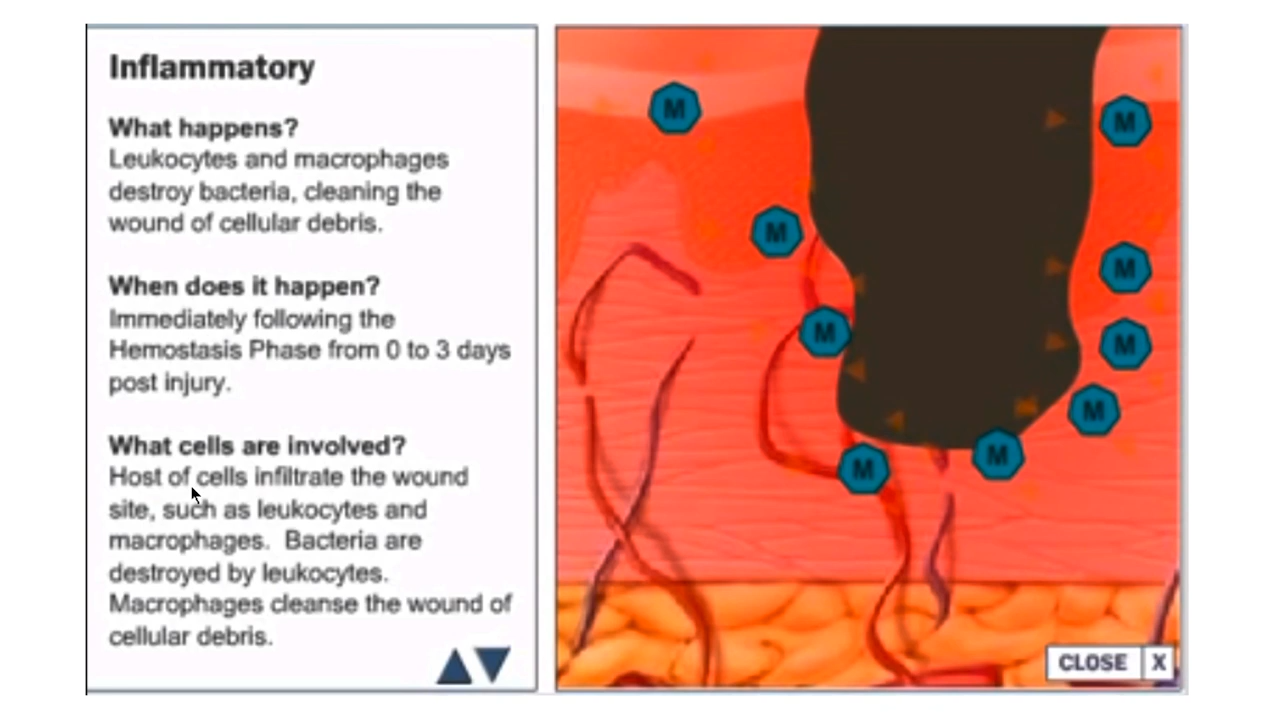 Inflammatory
What happens?
Leukocytes and macrophages
destroy bacteria, cleaning the
wound of cellular debris.
When does it happen?
Immediately following the
Hemostasis Phase from 0 to 3 days
post injury.
What cells are involved?
Host of cells infiltrate the wound
site, such as leukocytes and
macrophages.  Bacteria are
destroyed by leukocytes.
Macrophages cleanse the wound of
cellular debris.
M
M
M
M
M
M
M
M
M
CLOSE X